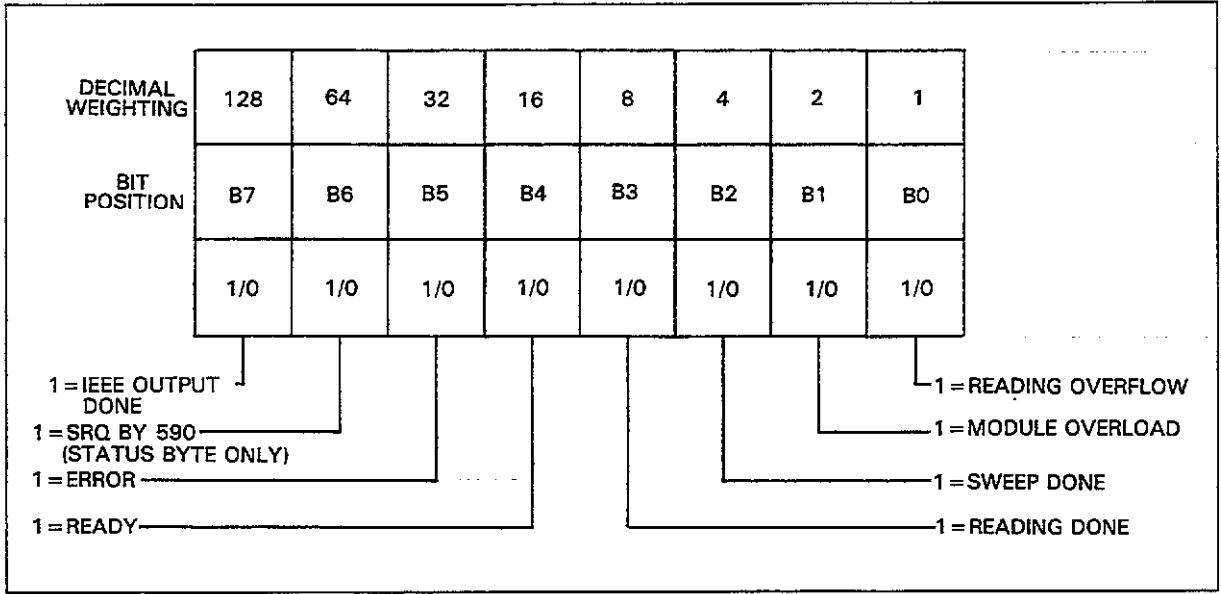 DECIMAL
WEIGHTING
128 64 32 16 8 4 2 1
BIT
POSITION
B7 B6 B5 B4 B3 B2 B1 B0
1/0 1/0 1/0 1/0 1/0 1/0 1/0 1/0
1=IEEE OUTPUT
DONE
1=SRQ BY 590
(STATUS BYTE ONLY)
1=ERROR
1=READY
1=READING OVERFLOW
1=MODULE OVERLOAD
1=SWEEP DONE
1=READING DONE